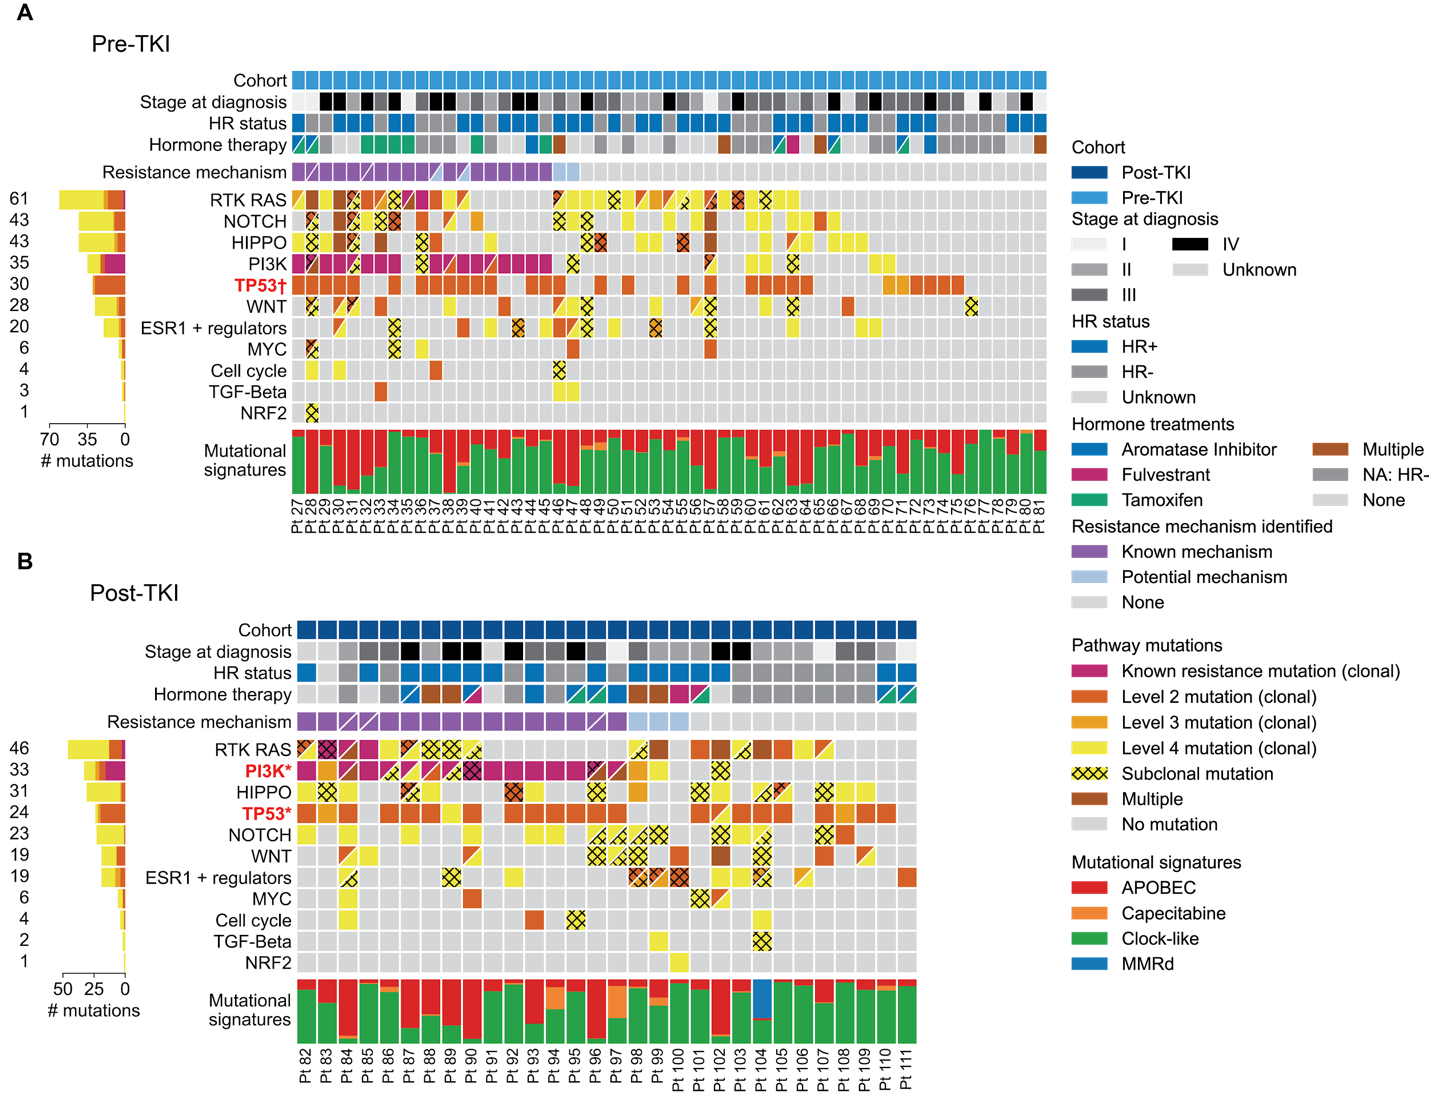 A
Pre-TKI
Cohort
Stage at diagnosis
HR status
Hormone therapy
Resistance mechanism
61 RTK RAS
43 NOTCH
43 HIPPO
35 PI3K
30 TP53†
28 WNT
20 ESR1 + regulators
6 MYC
4 Cell cycle
3 TGF-Beta
1 NRF2
70 35 0
# mutations
Mutational
signatures
Pt 27 Pt 28 Pt 29 Pt 30 Pt 31 Pt 32 Pt 33 Pt 34 Pt 35 Pt 36 Pt 37 Pt 38 Pt 39 Pt 40 Pt 41 Pt 42 Pt 43 Pt 44 Pt 45 Pt 46 Pt 47 Pt 48 Pt 49 Pt 50 Pt 51 Pt 52 Pt 53 Pt 54 Pt 55 Pt 56 Pt 57 Pt 58 Pt 59 Pt 60 Pt 61 Pt 62 Pt 63 Pt 64 Pt 65 Pt 66 Pt 67 Pt 68 Pt 69 Pt 70 Pt 71 Pt 72 Pt 73 Pt 74 Pt 75 Pt 76 Pt 77 Pt 78 Pt 79 Pt 80 Pt 81
B
Post-TKI
Cohort
Stage at diagnosis
HR status
Hormone therapy
Resistance mechanism
46 RTK RAS
33 PI3K*
31 HIPPO
24 TP53*
23 NOTCH
19 WNT
19 ESR1 + regulators
6 MYC
4 Cell cycle
2 TGF-Beta
1 NRF2
50 25 0
# mutations
Mutational
signatures
Pt 82 Pt 83 Pt 84 Pt 85 Pt 86 Pt 87 Pt 88 Pt 89 Pt 90 Pt 91 Pt 92 Pt 93 Pt 94 Pt 95 Pt 96 Pt 97 Pt 98 Pt 99 Pt 100 Pt 101 Pt 102 Pt 103 Pt 104 Pt 105 Pt 106 Pt 107 Pt 108 Pt 109 Pt 110 Pt 111
Cohort
Post-TKI
Pre-TKI
Stage at diagnosis
I IV
II Unknown
III
HR status
HR+
HR-
Unknown
Hormone treatments
Aromatase Inhibitor Multiple
Fulvestrant NA: HR-
Tamoxifen None
Resistance mechanism identified
Known mechanism
Potential mechanism
None
Pathway mutations
Known resistance mutation (clonal)
Level 2 mutation (clonal)
Level 3 mutation (clonal)
Level 4 mutation (clonal)
Subclonal mutation
Multiple
No mutation
Mutational signatures
APOBEC
Capecitabine
Clock-like
MMRd